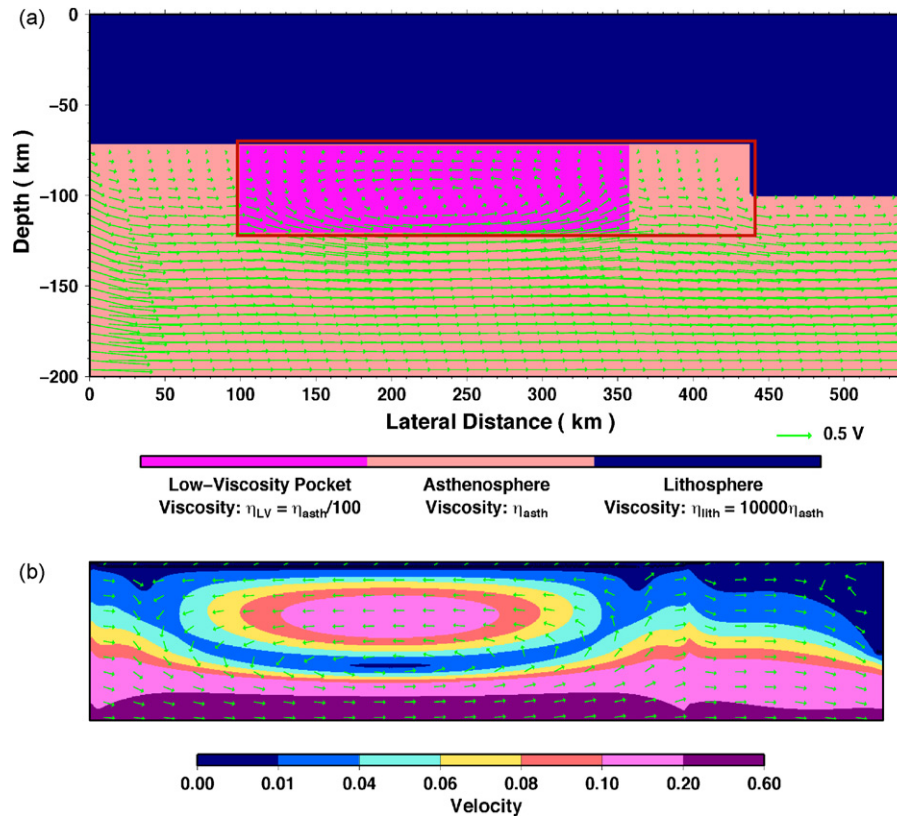 (a)
0
−50
−100
−150
−200
Depth ( km )
0 50 100 150 200 250 300 350 400 450 500
Lateral Distance ( km )
0.5 V
Low−Viscosity Pocket Asthenosphere Lithosphere
Viscosity: ηLV = ηasth/100 Viscosity: ηasth Viscosity: ηlith = 10000ηasth
(b)
0.00 0.01 0.04 0.06 0.08 0.10 0.20 0.60
Velocity